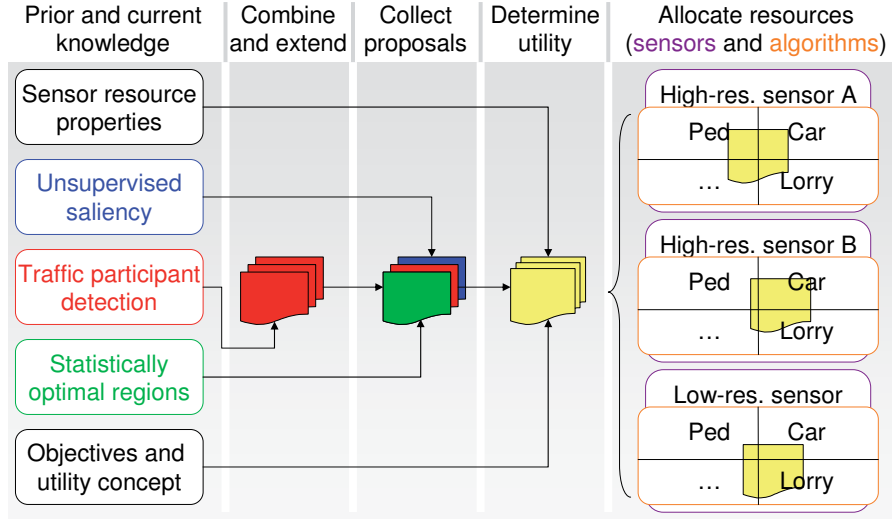 Prior and current
knowledge
Combine
and extend
Collect
proposals
Determine
utility
Allocate resources
(sensors and algorithms)
Sensor resource
properties
Unsupervised
saliency
Traffic participant
detection
Statistically
optimal regions
Objectives and
utility concept
High-res. sensor A
Ped Car
... Lorry
High-res. sensor B
Ped Car
... Lorry
Low-res. sensor
Ped Car
... Lorry